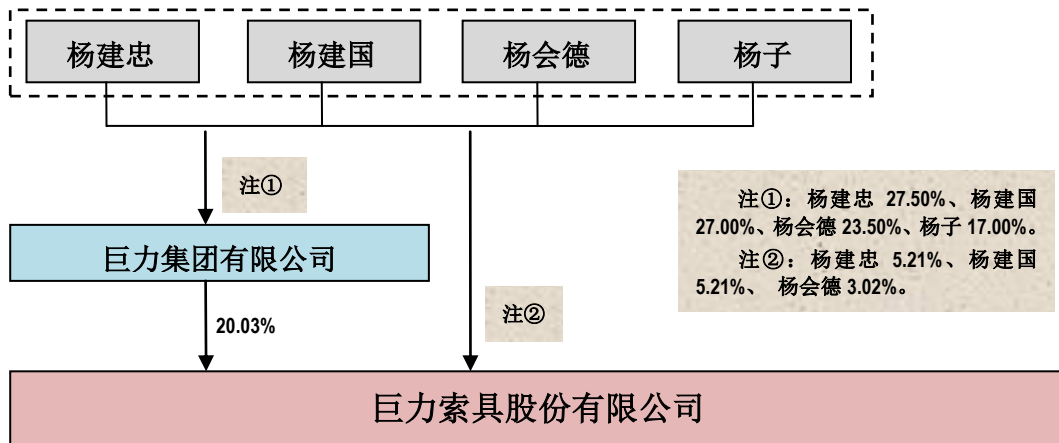 杨建忠
杨建国
杨会德
杨子
注①
注①：杨建忠 27.50%、杨建国
27.00%、杨会德 23.50%、杨子 17.00%。
注②：杨建忠 5.21%、杨建国
5.21%、 杨会德 3.02%。
巨力集团有限公司
20.03%
注②
巨力索具股份有限公司